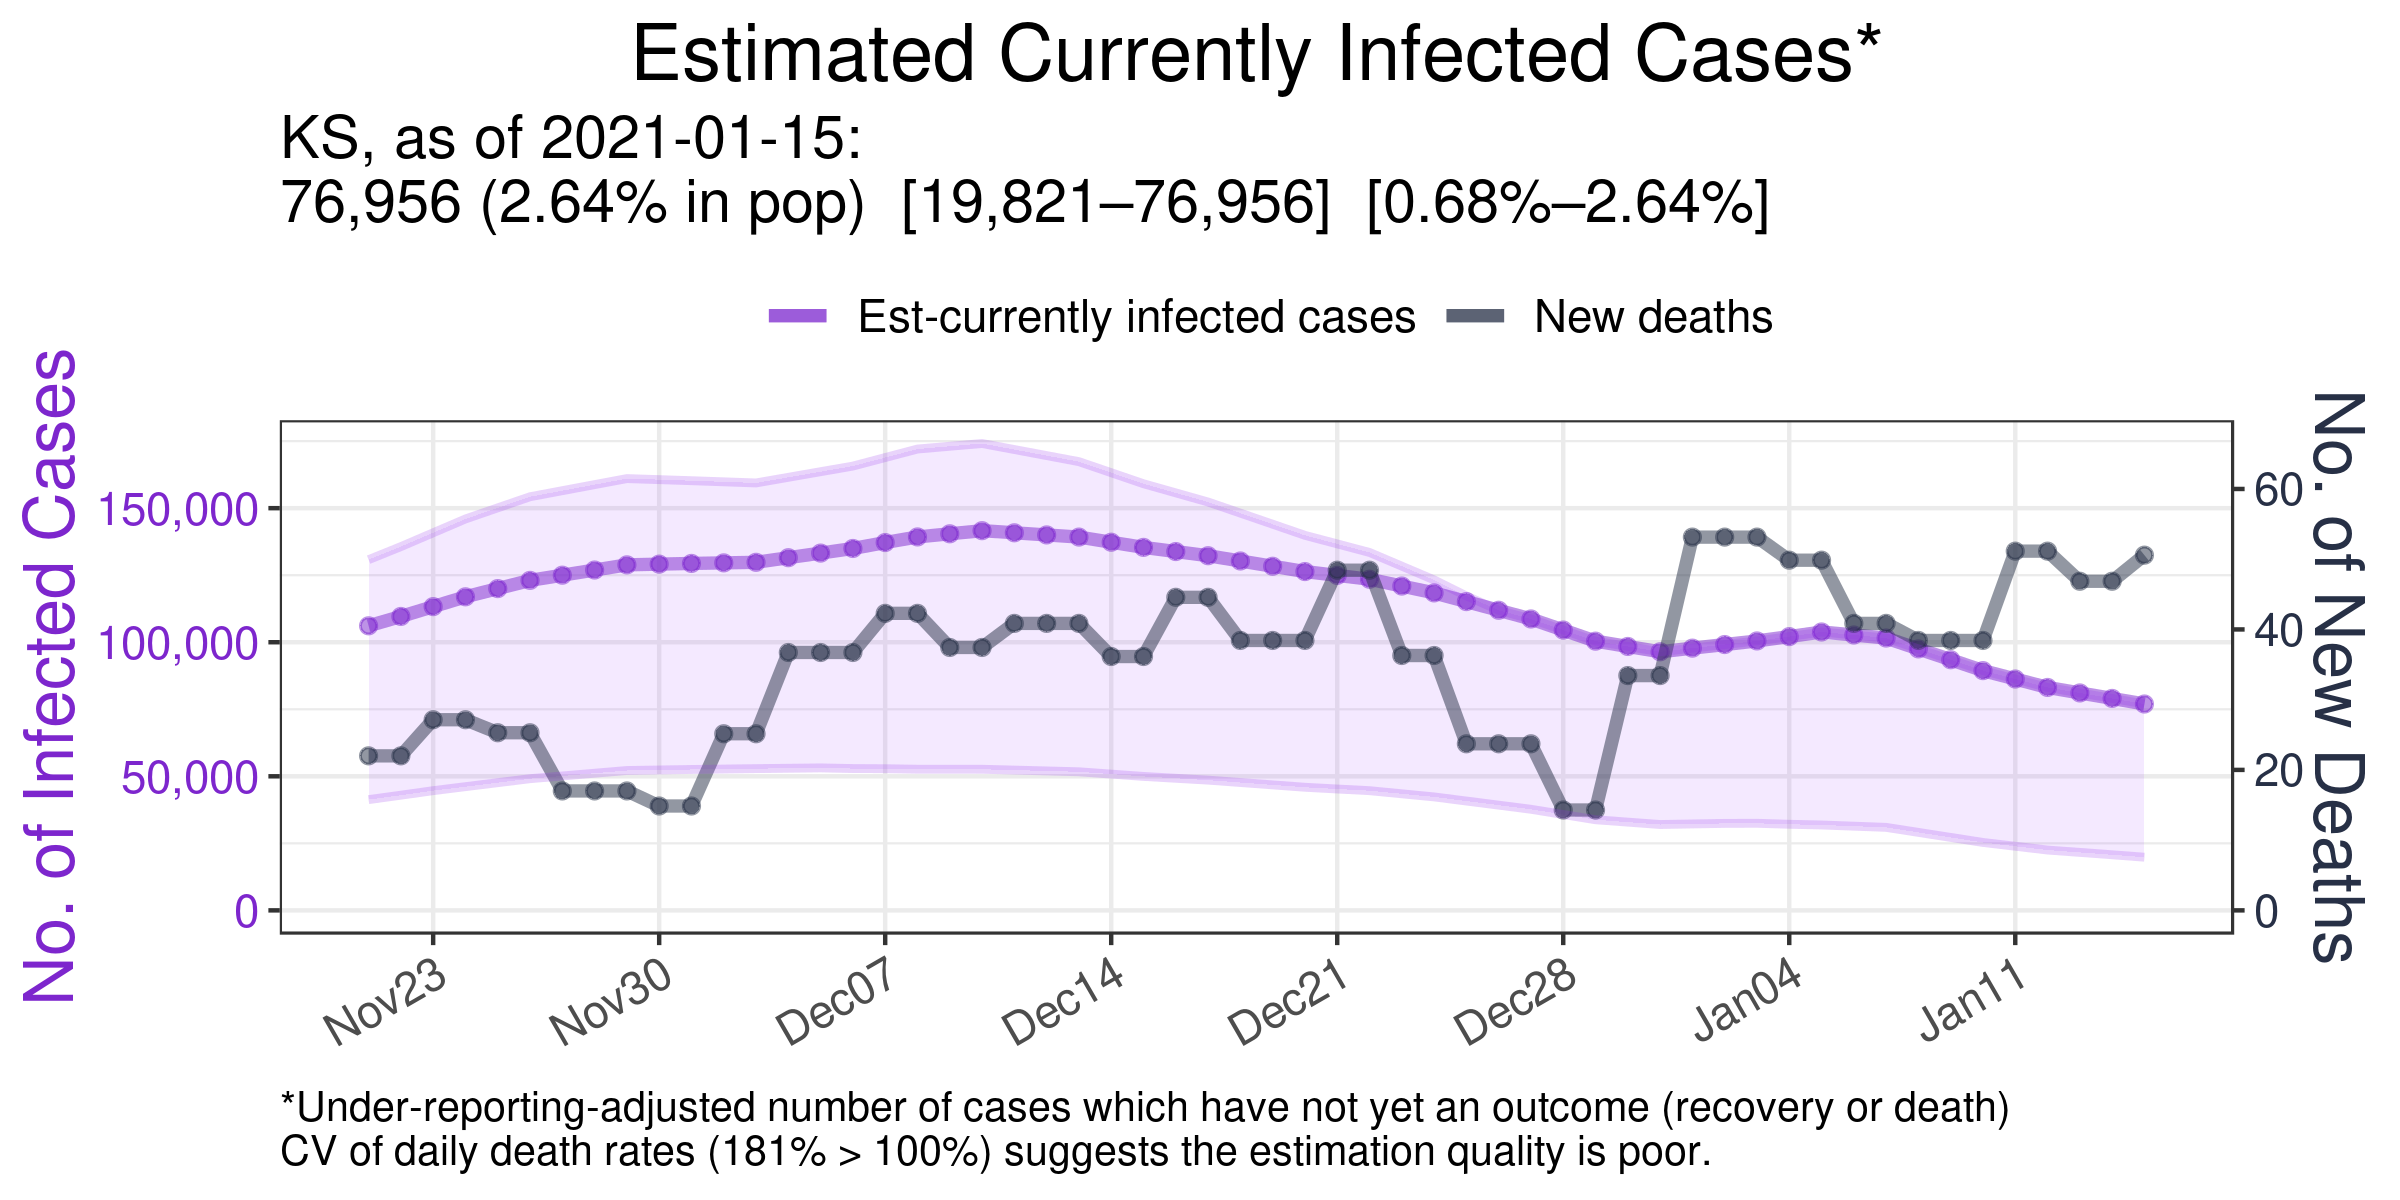 Estimated Currently Infected Cases*
KS, as of 2021-01-15:
76,956 (2.64% in pop)  [19,821–76,956]  [0.68%–2.64%]
Est-currently infected cases
New deaths
No. of Infected Cases
150,000
100,000
50,000
0
60
40
20
0
No. of New Deaths
Nov23
Nov30
Dec07
Dec14
Dec21
Dec28
Jan04
Jan11
*Under-reporting-adjusted number of cases which have not yet an outcome (recovery or death)
CV of daily death rates (181% > 100%) suggests the estimation quality is poor.